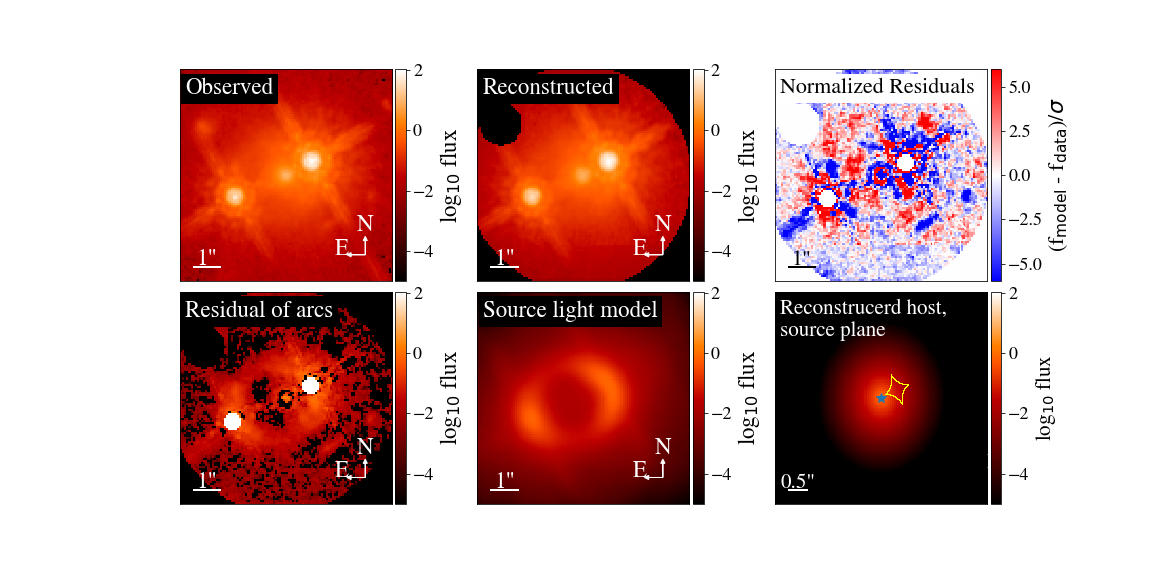 Observed
N
E
1"
2
0
−2
−4
log10 flux
Reconstructed
N
E
1"
2
0
−2
−4
log10 flux
Normalized Residuals
1"
5.0
2.5
0.0
−2.5
−5.0
(fmodel - fdata)/σ
Residual of arcs
N
E
1"
2
0
−2
−4
log10 flux
Source light model
N
E
1"
2
0
−2
−4
log10 flux
Reconstrucerd host,
source plane
0.5"
2
0
−2
−4
log10 flux